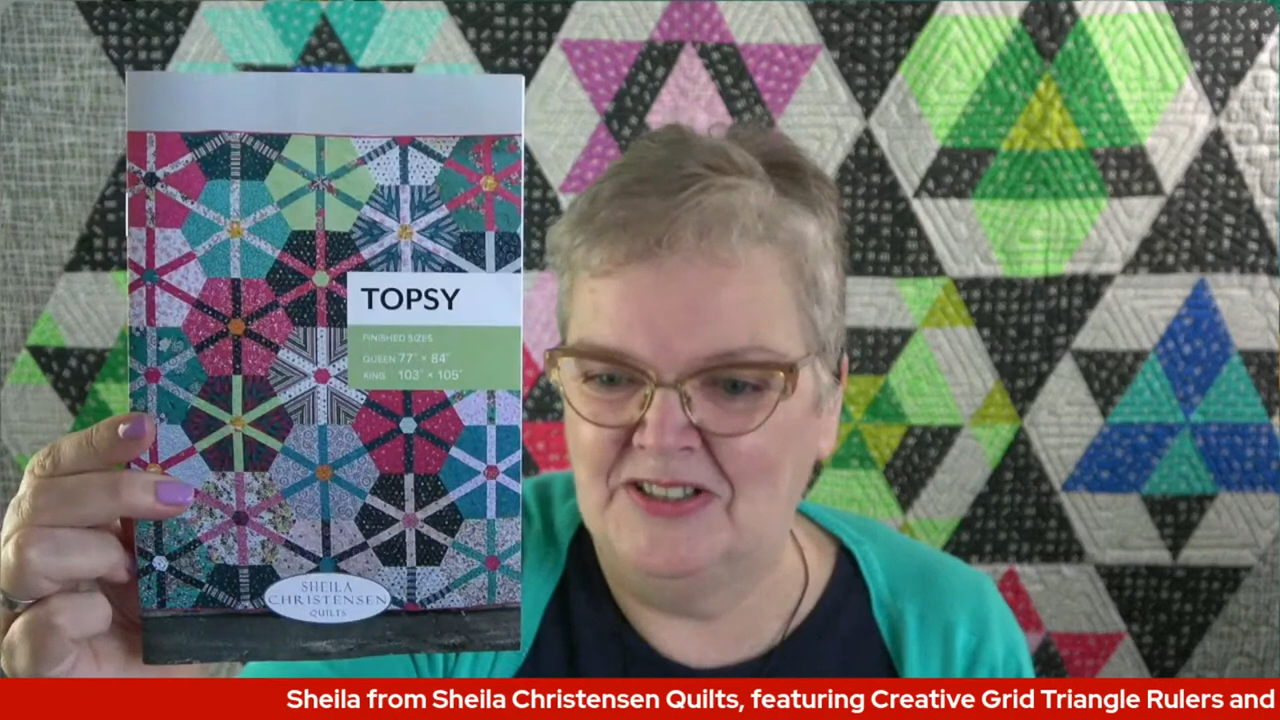 TOPSY
FINISHED SIZES
QUEEN 77" × 84"
KING 103" × 105"
SHEILA
CHRISTENSEN
QUILTS
Sheila from Sheila Christensen Quilts, featuring Creative Grid Triangle Rulers and